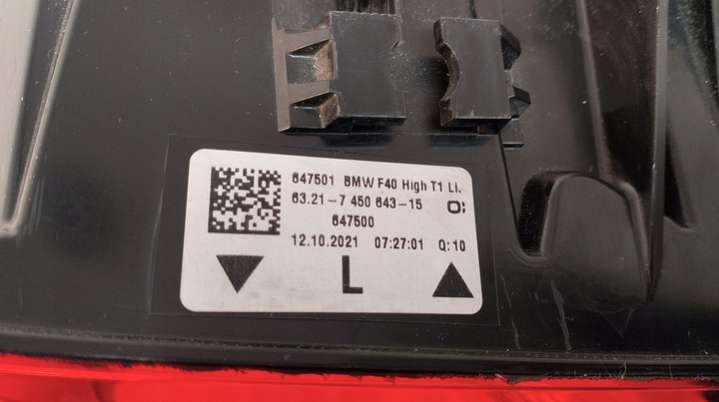 647501 BMW F40 High T1 Li.
63.21-7 450 643-15
647500
12.10.2021 07:27:01 Q:10
L